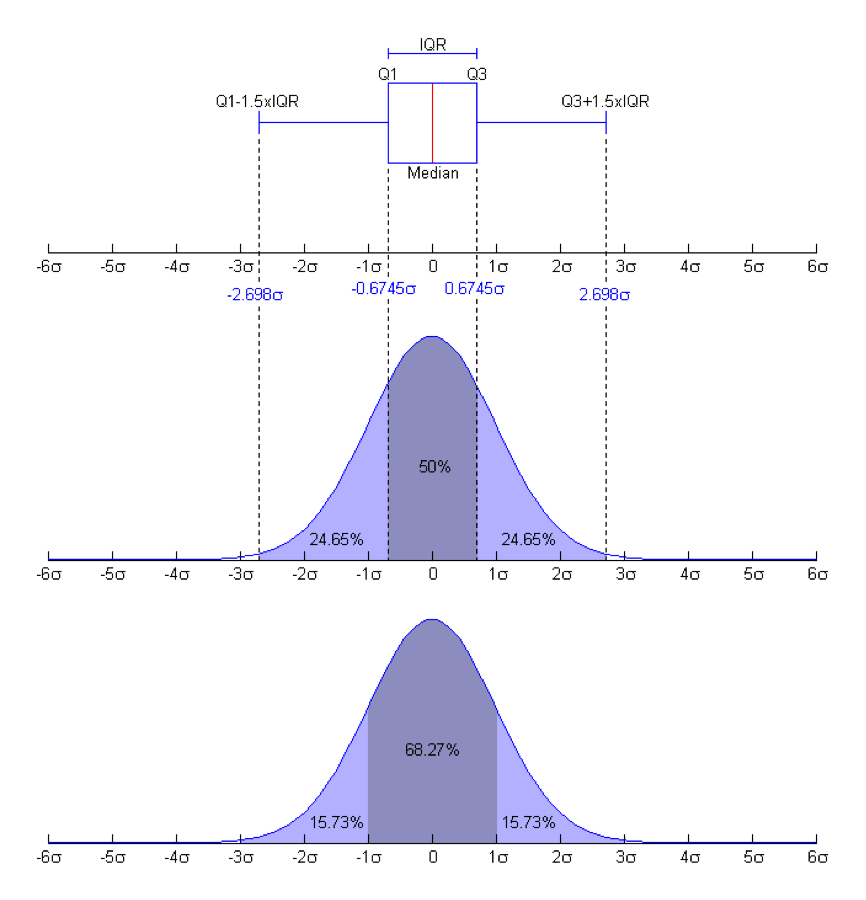 IQR
Q1 Q3
Q1-1.5xIQR Q3+1.5xIQR
Median
-6σ -5σ -4σ -3σ -2σ -1σ 0 1σ 2σ 3σ 4σ 5σ 6σ
-2.698σ -0.6745σ 0.6745σ 2.698σ
50%
24.65% 24.65%
-6σ -5σ -4σ -3σ -2σ -1σ 0 1σ 2σ 3σ 4σ 5σ 6σ
68.27%
15.73% 15.73%
-6σ -5σ -4σ -3σ -2σ -1σ 0 1σ 2σ 3σ 4σ 5σ 6σ